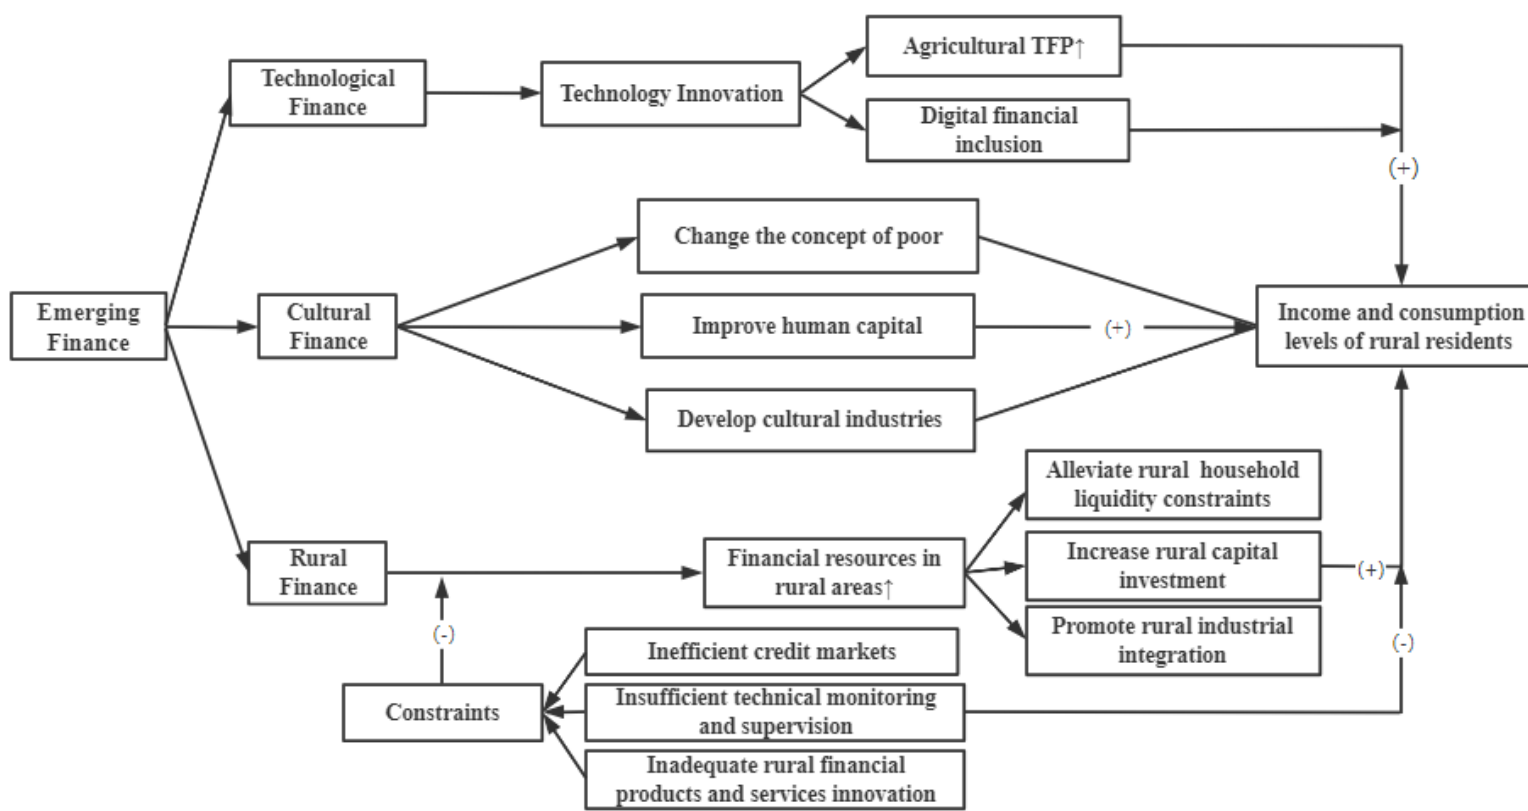 Technological
Finance
Technology Innovation
Agricultural TFP↑
Digital financial
inclusion
(+)
Change the concept of poor
Emerging
Finance
Cultural
Finance
Improve human capital
(+)
Income and consumption
levels of rural residents
Develop cultural industries
Rural
Finance
Financial resources in
rural areas↑
Alleviate rural household
liquidity constraints
Increase rural capital
investment
(+)
Promote rural industrial
integration
(-)
(-)
Constraints
Inefficient credit markets
Insufficient technical monitoring
and supervision
Inadequate rural financial
products and services innovation